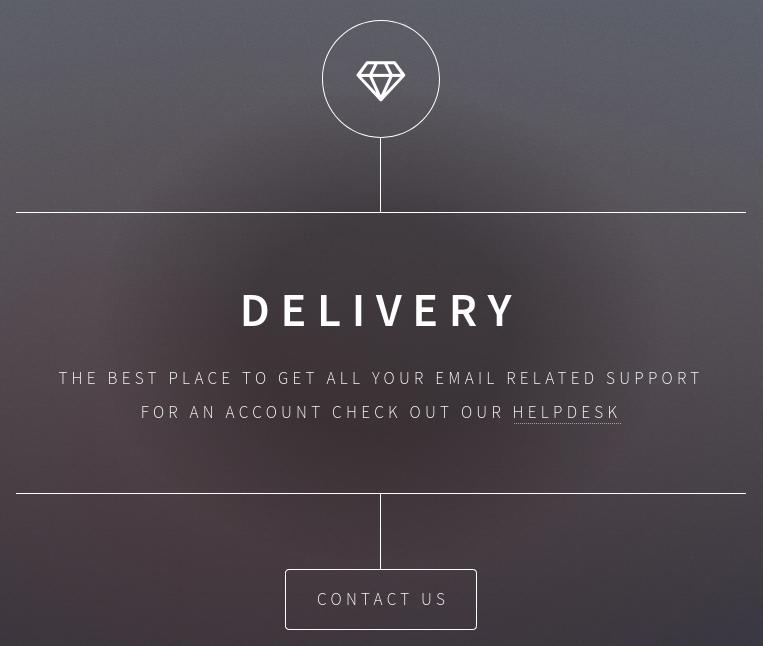 DELIVERY
THE BEST PLACE TO GET ALL YOUR EMAIL RELATED SUPPORT
FOR AN ACCOUNT CHECK OUT OUR HELPDESK
CONTACT US